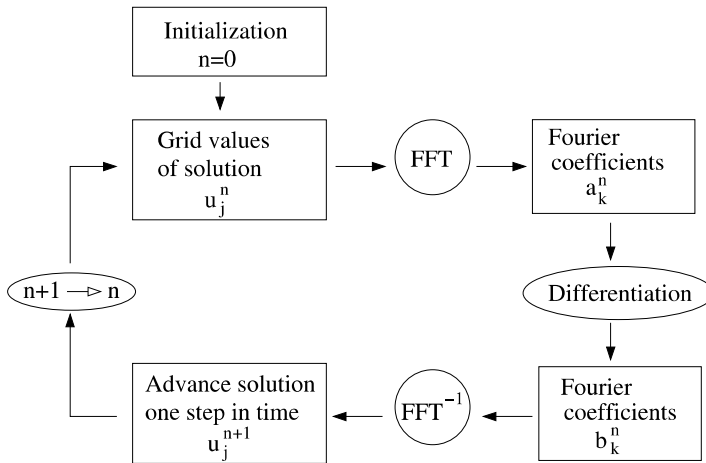 Initialization
n=0
Grid values
of solution
u_j^n
FFT
Fourier
coefficients
a_k^n
Differentiation
Fourier
coefficients
b_k^n
FFT^{-1}
Advance solution
one step in time
u_j^{n+1}
n+1 → n